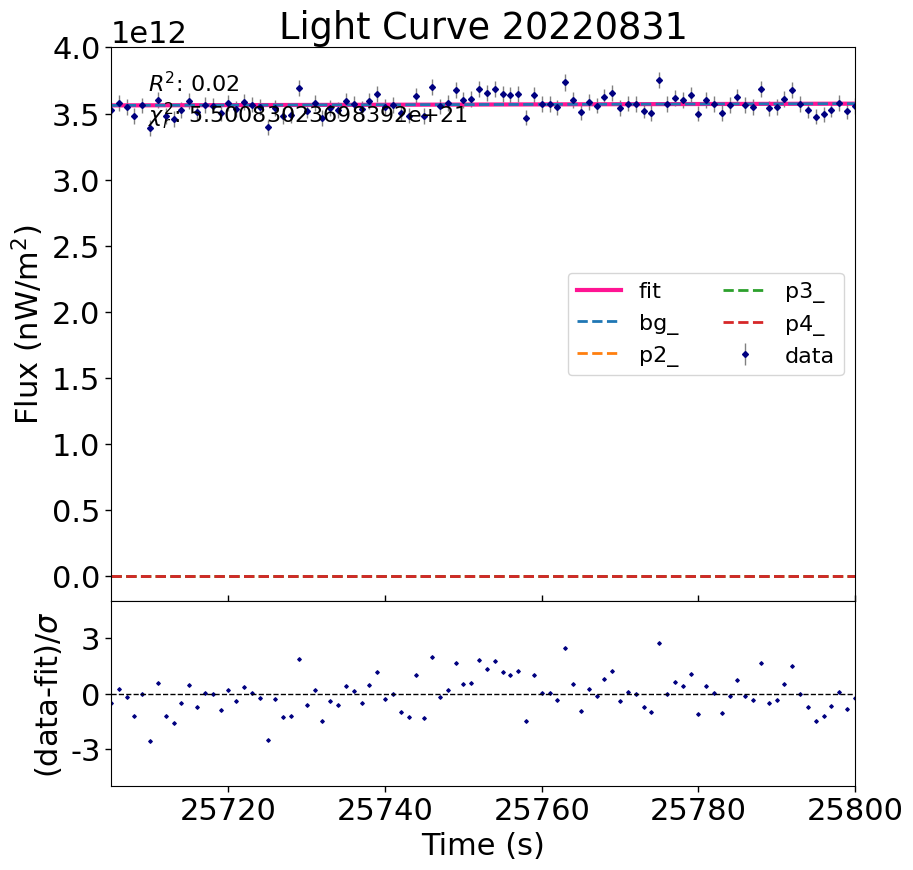 Light Curve 20220831
1e12
4.0
3.5
3.0
2.5
2.0
1.5
1.0
0.5
0.0
Flux (nW/m²)
R²: 0.02
χᵣ²: 5.50083023698392e+21
fit
bg_
p2_
p3_
p4_
data
3
0
-3
(data-fit)/σ
25720 25740 25760 25780 25800
Time (s)